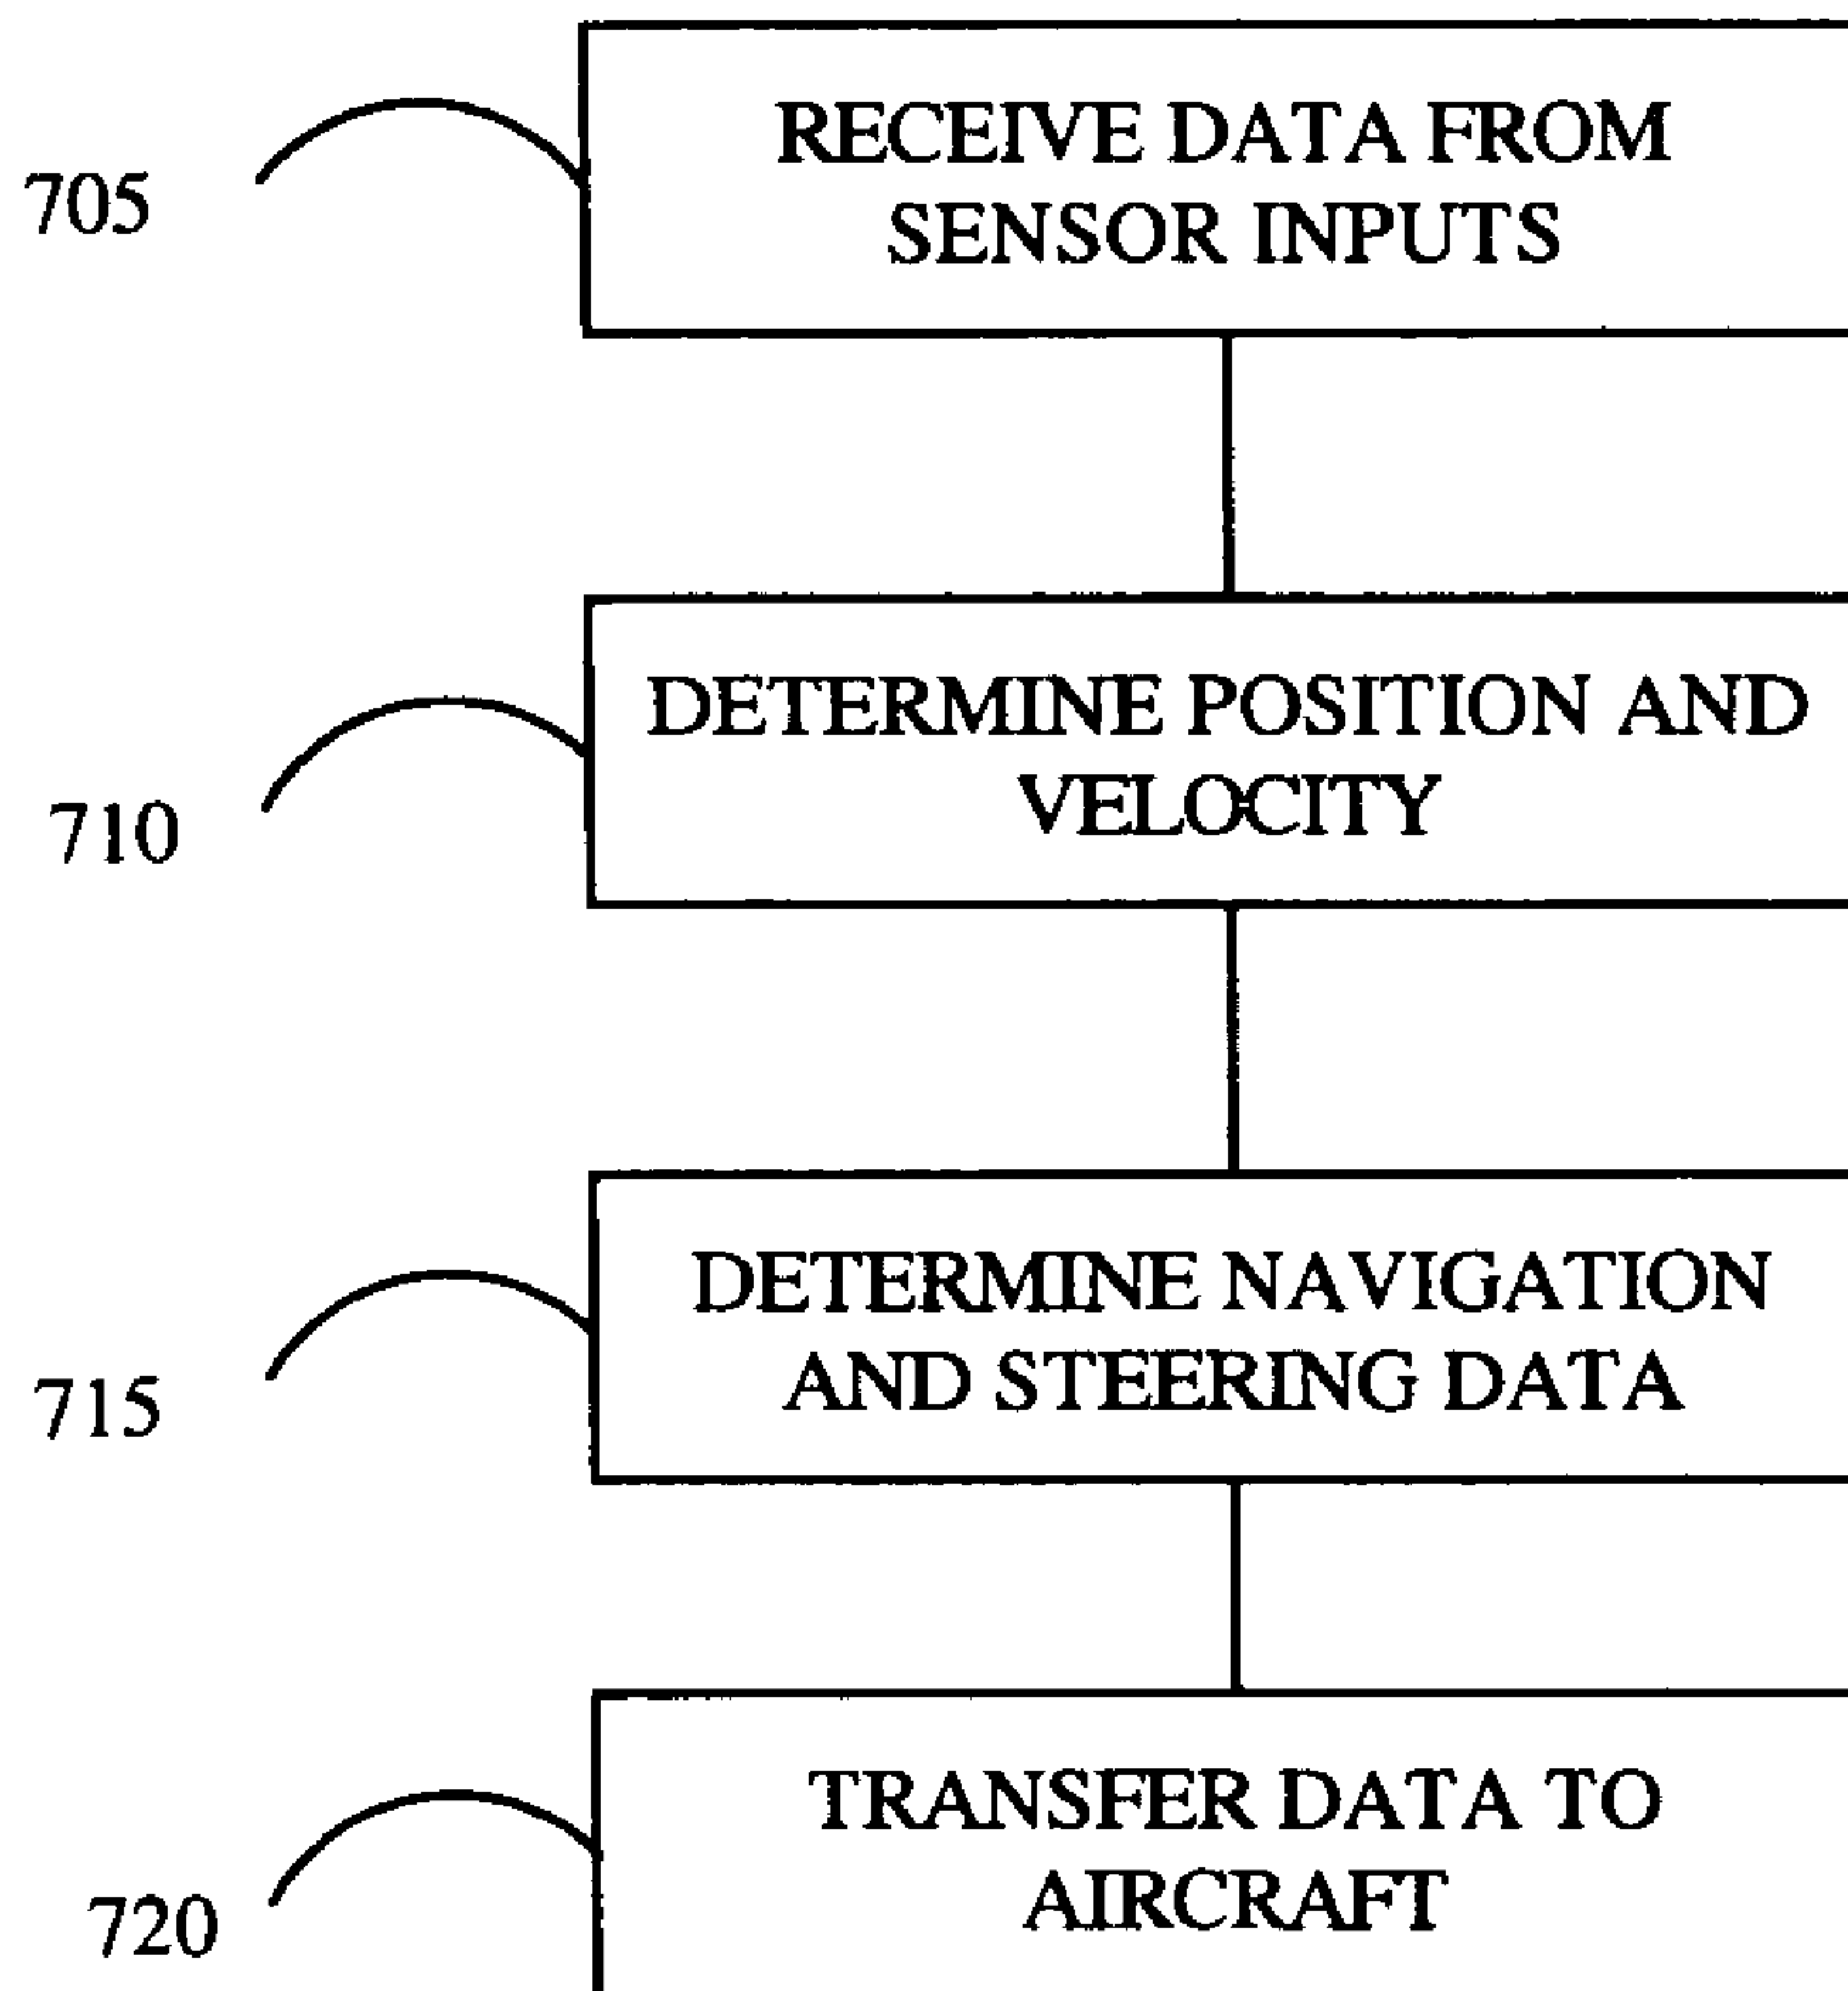 RECEIVE DATA FROM
SENSOR INPUTS
705
DETERMINE POSITION AND
VELOCITY
710
DETERMINE NAVIGATION
AND STEERING DATA
715
TRANSFER DATA TO
AIRCRAFT
720